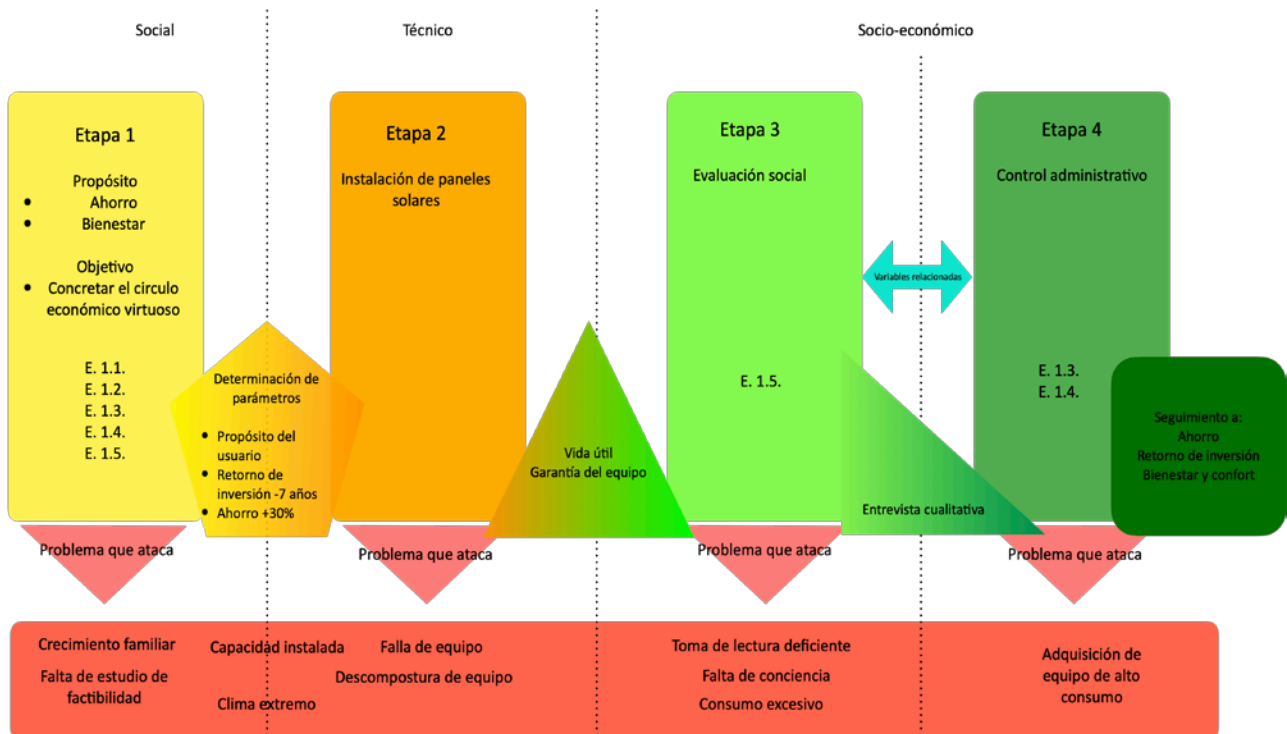 Social
Técnico
Socio-económico
Etapa 1
Propósito
• Ahorro
• Bienestar
Objetivo
• Concretar el circulo
económico virtuoso
E. 1.1.
E. 1.2.
E. 1.3.
E. 1.4.
E. 1.5.
Determinación de
parámetros
• Propósito del
usuario
• Retorno de
inversión -7 años
• Ahorro +30%
Etapa 2
Instalación de paneles
solares
Vida útil
Garantía del equipo
Etapa 3
Evaluación social
E. 1.5.
Variables relacionadas
Entrevista cualitativa
Etapa 4
Control administrativo
E. 1.3.
E. 1.4.
Seguimiento a:
Ahorro
Retorno de inversión
Bienestar y confort
Problema que ataca
Problema que ataca
Problema que ataca
Problema que ataca
Crecimiento familiar
Falta de estudio de
factibilidad
Capacidad instalada
Clima extremo
Falla de equipo
Descompostura de equipo
Toma de lectura deficiente
Falta de conciencia
Consumo excesivo
Adquisición de
equipo de alto
consumo